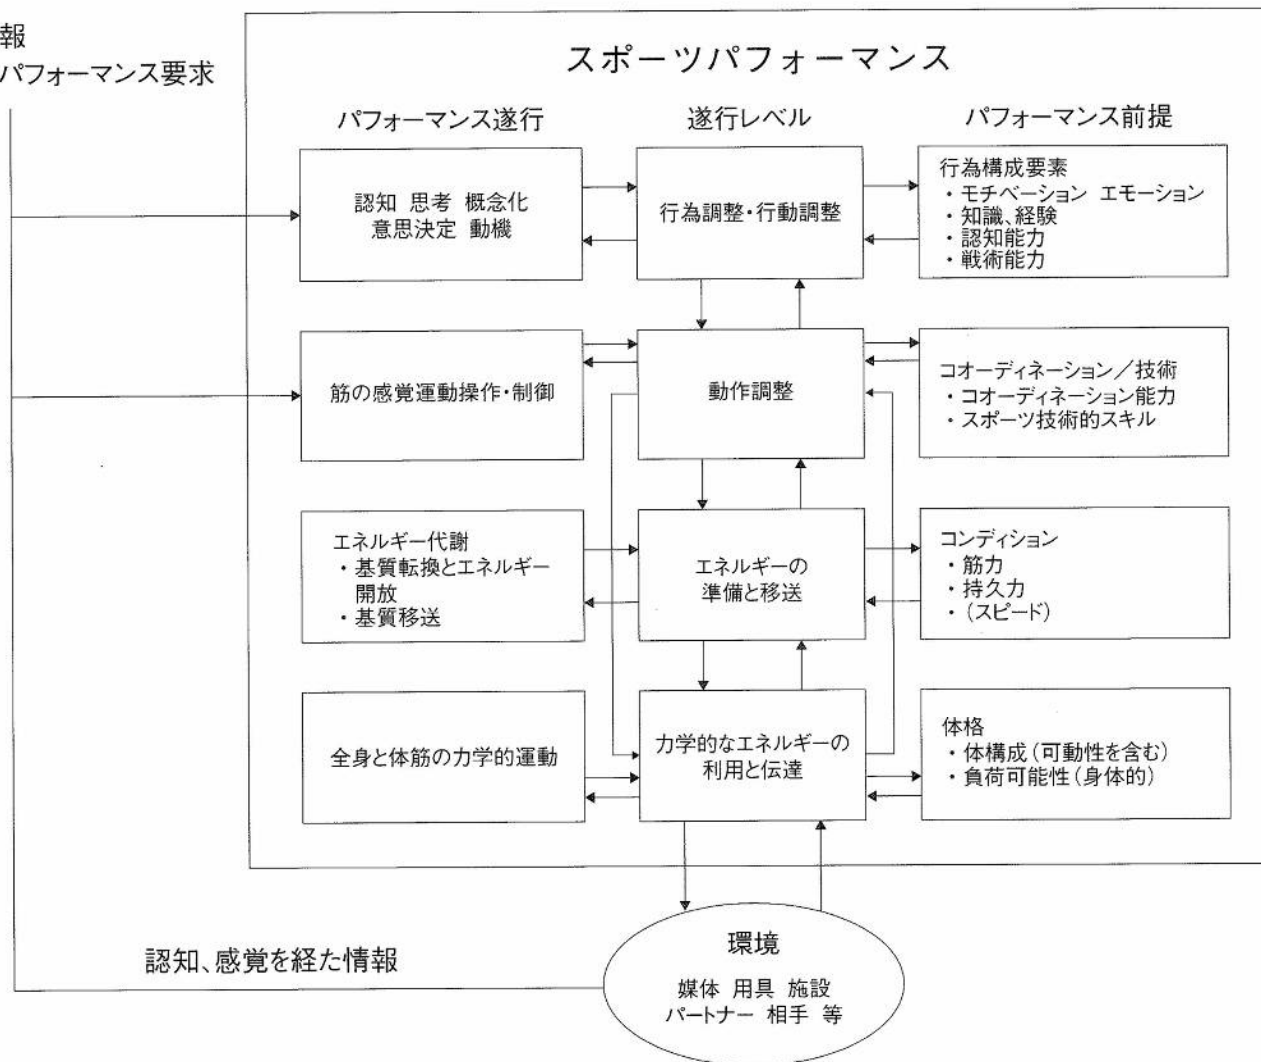 報
パフォーマンス要求
スポーツパフォーマンス
パフォーマンス遂行
遂行レベル
パフォーマンス前提
認知 思考 概念化
意思決定 動機
行為調整・行動調整
行為構成要素
・モチベーション エモーション
・知識、経験
・認知能力
・戦術能力
筋の感覚運動操作・制御
動作調整
コオーディネーション／技術
・コオーディネーション能力
・スポーツ技術的スキル
エネルギー代謝
・基質転換とエネルギー
開放
・基質移送
エネルギーの
準備と移送
コンディション
・筋力
・持久力
・（スピード）
全身と体筋の力学的運動
力学的なエネルギーの
利用と伝達
体格
・体構成（可動性を含む）
・負荷可能性（身体的）
認知、感覚を経た情報
環境
媒体 用具 施設
パートナー 相手 等